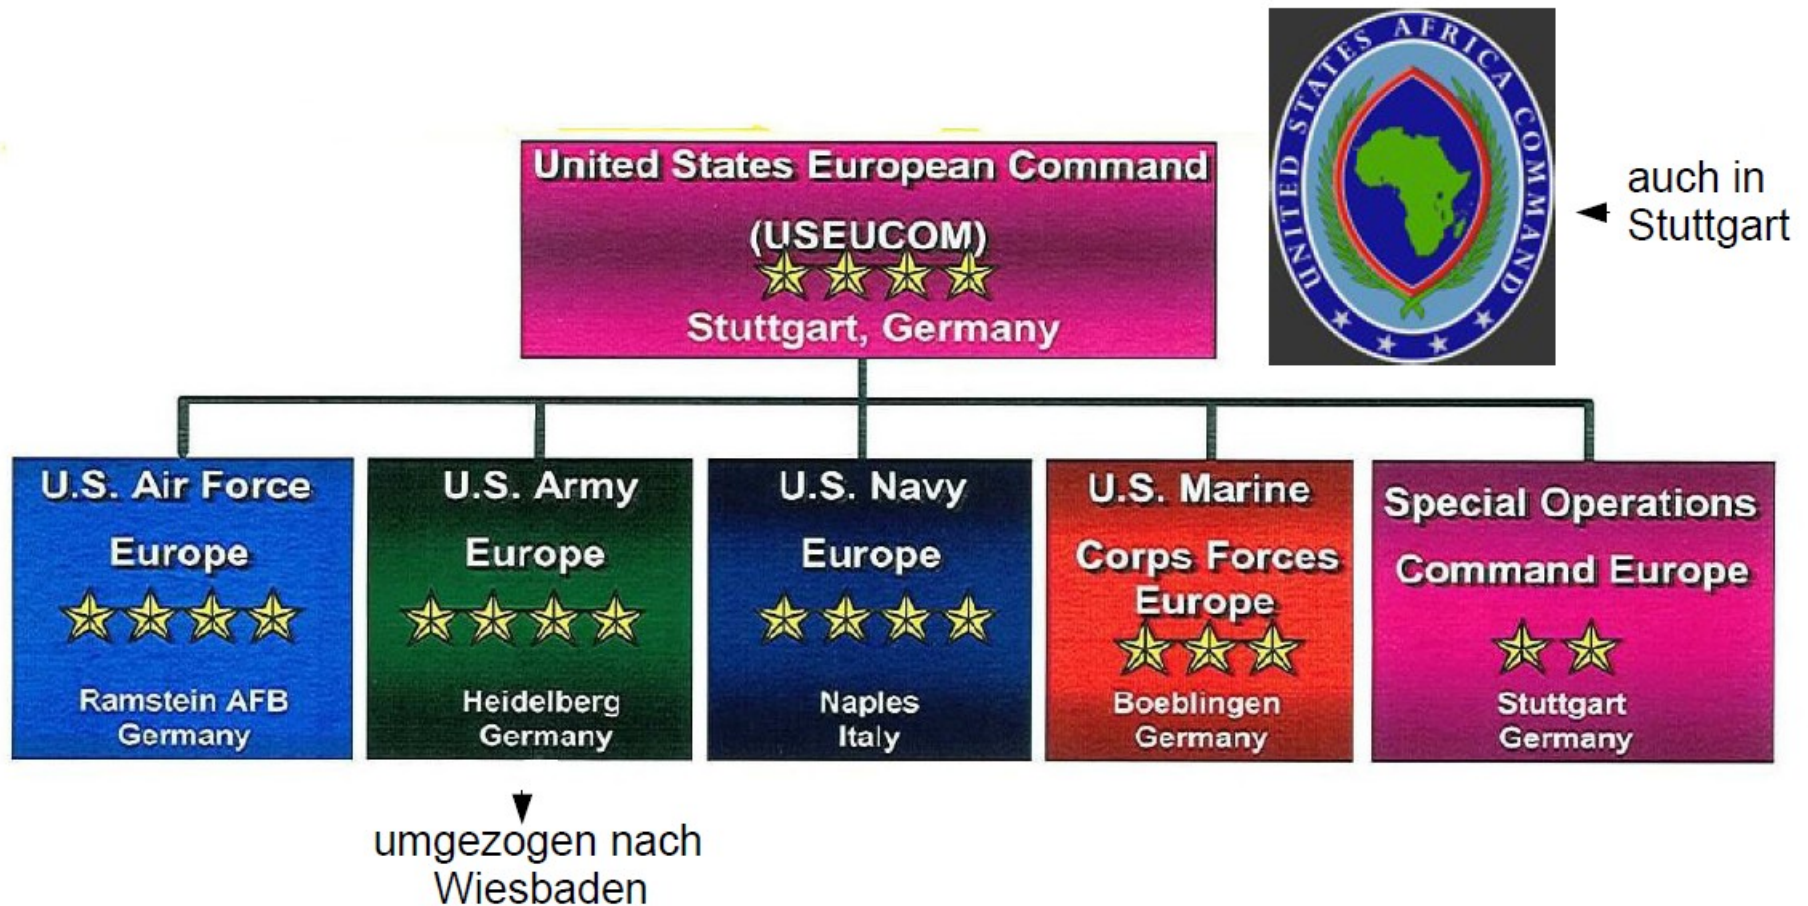 UNITED STATES AFRICA COMMAND
auch in
Stuttgart
United States European Command
(USEUCOM)
Stuttgart, Germany
U.S. Air Force
Europe
Ramstein AFB
Germany
U.S. Army
Europe
Heidelberg
Germany
U.S. Navy
Europe
Naples
Italy
U.S. Marine
Corps Forces
Europe
Boeblingen
Germany
Special Operations
Command Europe
Stuttgart
Germany
umgezogen nach
Wiesbaden